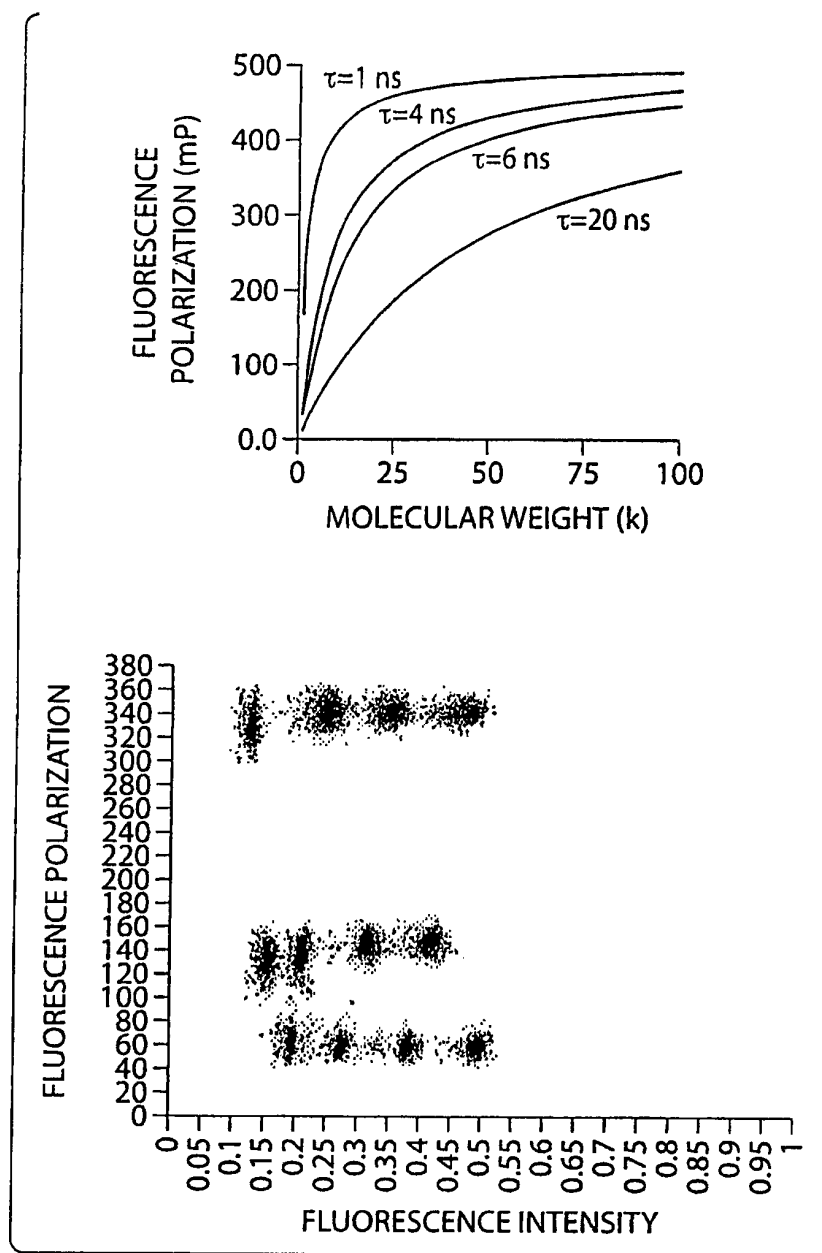 FLUORESCENCE
POLARIZATION (mP)
500
400
300
200
100
0.0
τ=1 ns
τ=4 ns
τ=6 ns
τ=20 ns
0 25 50 75 100
MOLECULAR WEIGHT (k)
FLUORESCENCE POLARIZATION
380
360
340
320
300
280
260
240
220
200
180
160
140
120
100
80
60
40
20
0
0 0.05 0.1 0.15 0.2 0.25 0.3 0.35 0.4 0.45 0.5 0.55 0.6 0.65 0.7 0.75 0.8 0.85 0.9 0.95 1
FLUORESCENCE INTENSITY